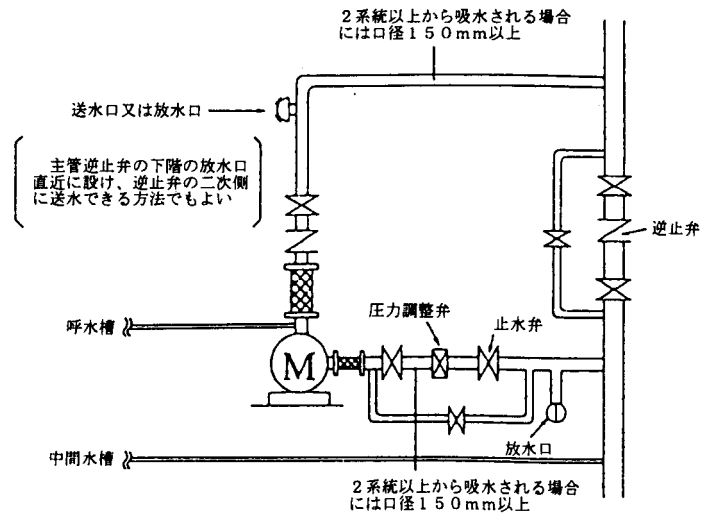 2系統以上から吸水される場合
には口径150mm以上
送水口又は放水口
主管逆止弁の下階の放水口
直近に設け、逆止弁の二次側
に送水できる方法でもよい
逆止弁
圧力調整弁
止水弁
呼水槽
M
放水口
中間水槽
2系統以上から吸水される場合
には口径150mm以上